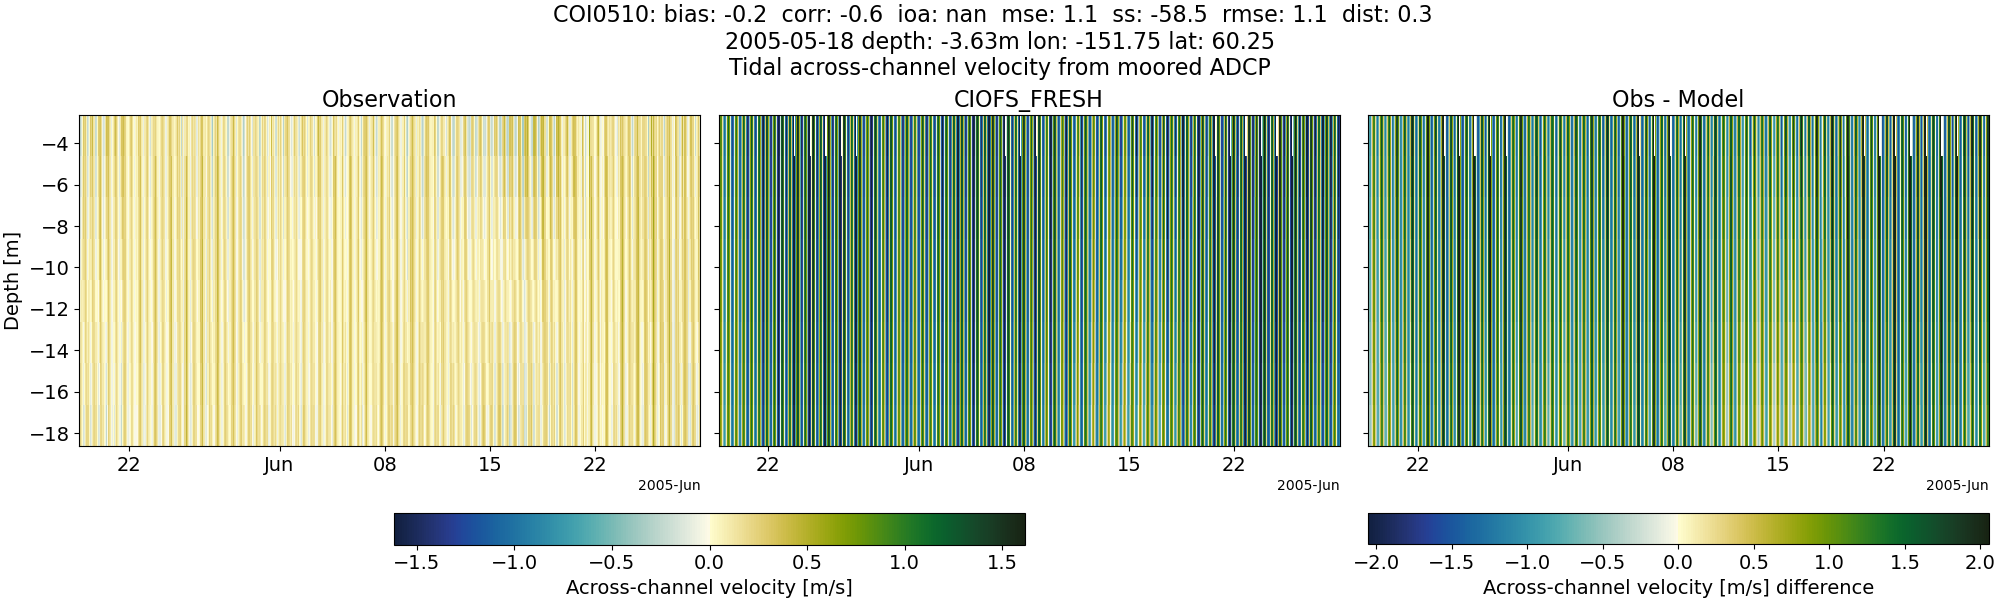 COI0510: bias: -0.2  corr: -0.6  ioa: nan  mse: 1.1  ss: -58.5  rmse: 1.1  dist: 0.3
2005-05-18 depth: -3.63m lon: -151.75 lat: 60.25
Tidal across-channel velocity from moored ADCP
Observation
CIOFS_FRESH
Obs - Model
Depth [m]
−4
−6
−8
−10
−12
−14
−16
−18
22 Jun 08 15 22
2005-Jun
22 Jun 08 15 22
2005-Jun
22 Jun 08 15 22
2005-Jun
−1.5 −1.0 −0.5 0.0 0.5 1.0 1.5
Across-channel velocity [m/s]
−2.0 −1.5 −1.0 −0.5 0.0 0.5 1.0 1.5 2.0
Across-channel velocity [m/s] difference